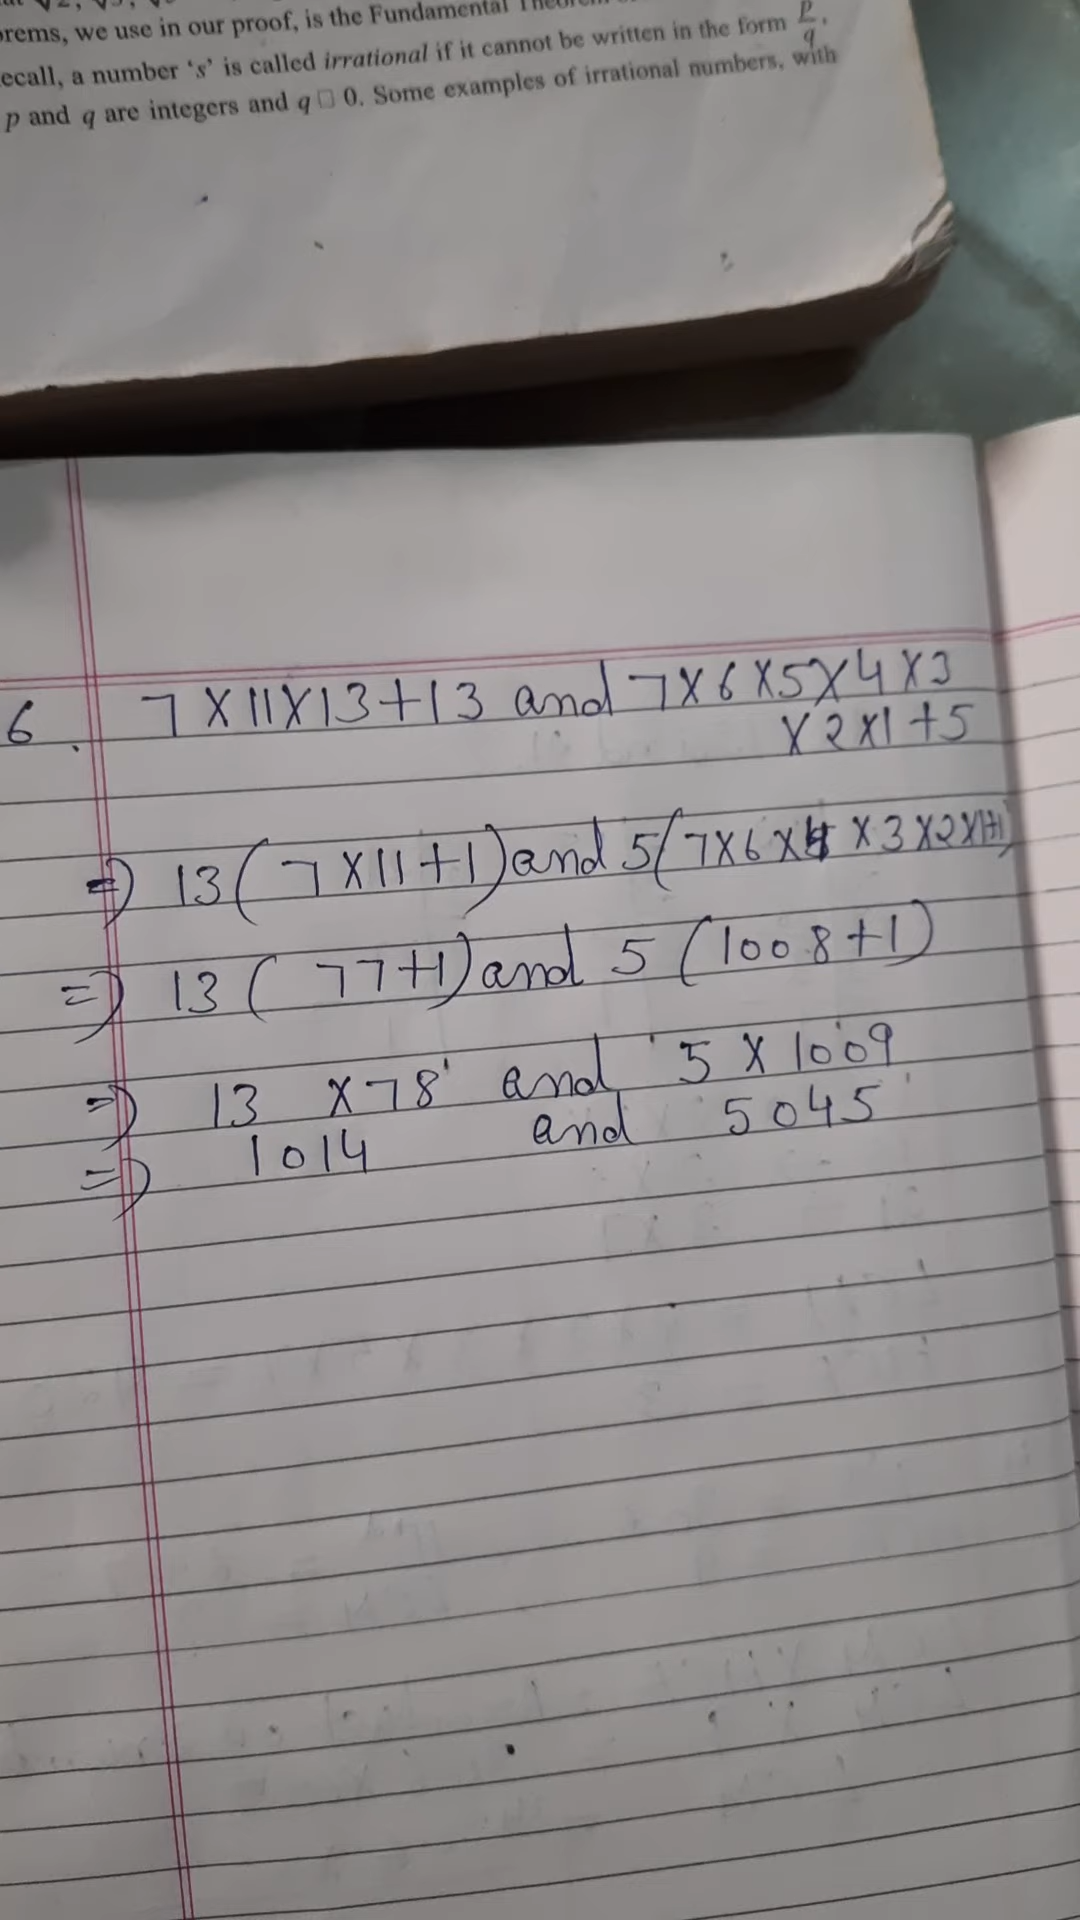 rems, we use in our proof, is the Fundamental
ecall, a number ‘s’ is called irrational if it cannot be written in the form p/q,
p and q are integers and q □ 0. Some examples of irrational numbers, with
6. 7 X 11 X 13 + 13 and 7 X 6 X 5 X 4 X 3
X 2 X 1 + 5
⇒ 13 ( 7 X 11 + 1 ) and 5 ( 7 X 6 X 4 X 3 X 2 X 1 + 1 )
⇒ 13 ( 77 + 1 ) and 5 ( 1008 + 1 )
⇒ 13 X 78 and 5 X 1009
⇒ 1014 and 5045